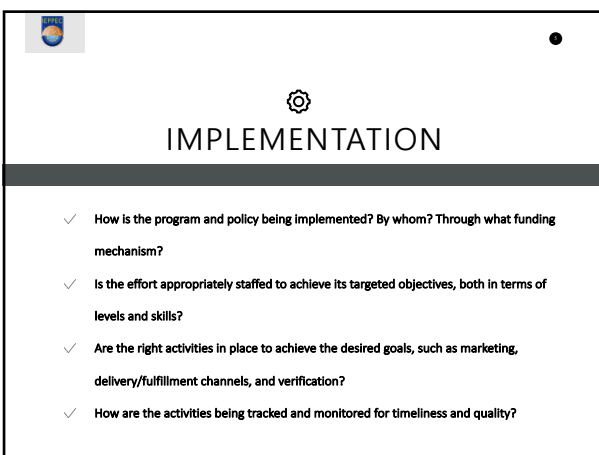 IEPPEC
5
IMPLEMENTATION
How is the program and policy being implemented? By whom? Through what funding
mechanism?
Is the effort appropriately staffed to achieve its targeted objectives, both in terms of
levels and skills?
Are the right activities in place to achieve the desired goals, such as marketing,
delivery/fulfillment channels, and verification?
How are the activities being tracked and monitored for timeliness and quality?